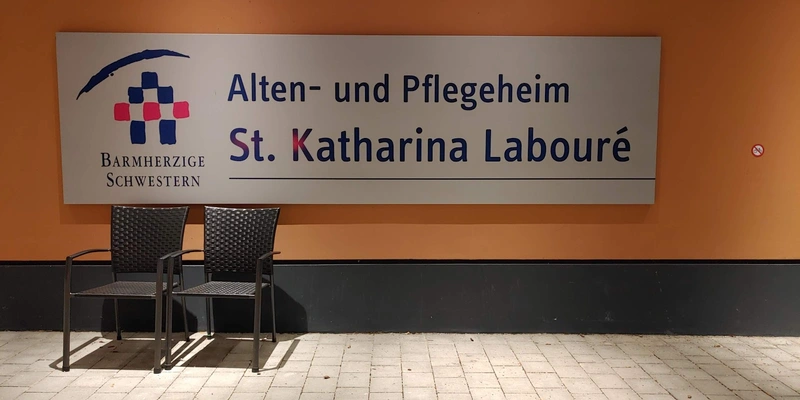 Alten- und Pflegeheim
St. Katharina Labouré
BARMHERZIGE
SCHWESTERN